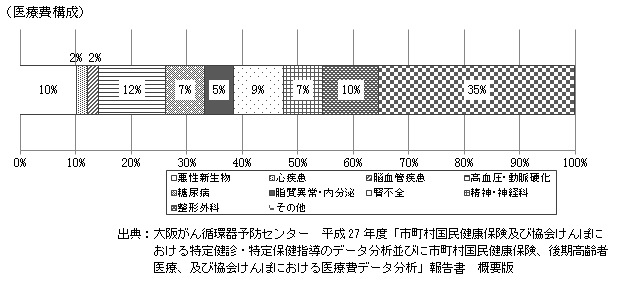 （医療費構成）
2% 2%
10% 12% 7% 5% 9% 7% 10% 35%
0% 10% 20% 30% 40% 50% 60% 70% 80% 90% 100%
悪性新生物 心疾患 脳血管疾患 高血圧・動脈硬化
糖尿病 脂質異常・内分泌 腎不全 精神・神経科
整形外科 その他
出典：大阪がん循環器予防センター　平成27年度「市町村国民健康保険及び協会けんぽに
おける特定健診・特定保健指導のデータ分析並びに市町村国民健康保険、後期高齢者
医療、及び協会けんぽにおける医療費データ分析」報告書　概要版